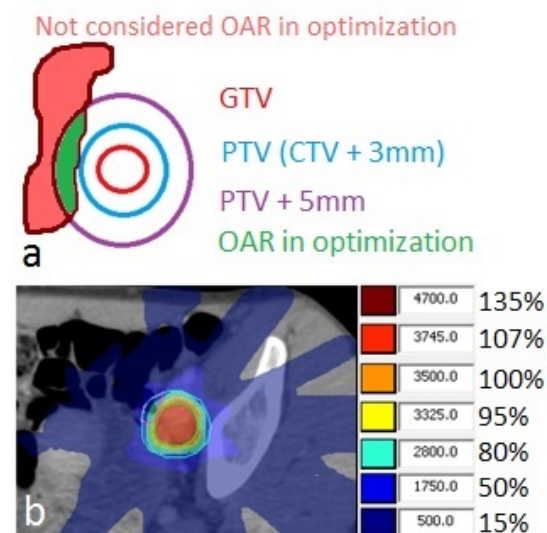 Not considered OAR in optimization
GTV
PTV (CTV + 3mm)
PTV + 5mm
OAR in optimization
a
4700.0 135%
3745.0 107%
3500.0 100%
3325.0 95%
2800.0 80%
1750.0 50%
500.0 15%
b